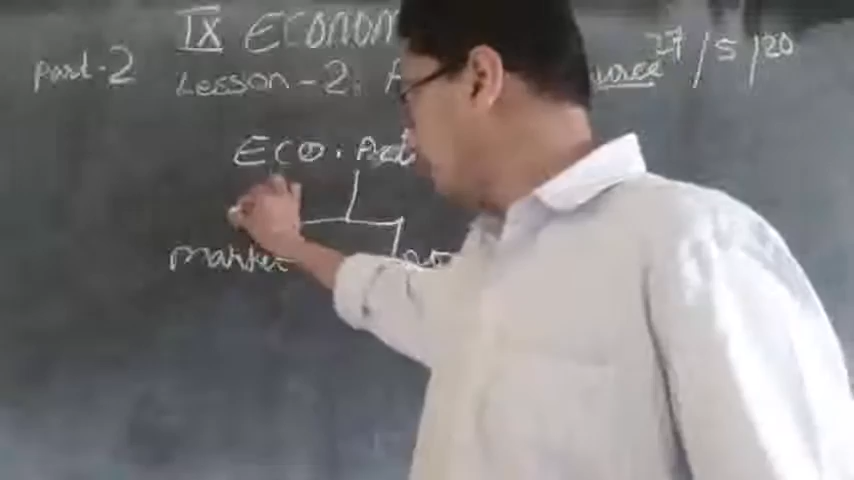 IX ECONOM
Part-2
27/5/20
Lesson-2: A urce
Eco. Act
market